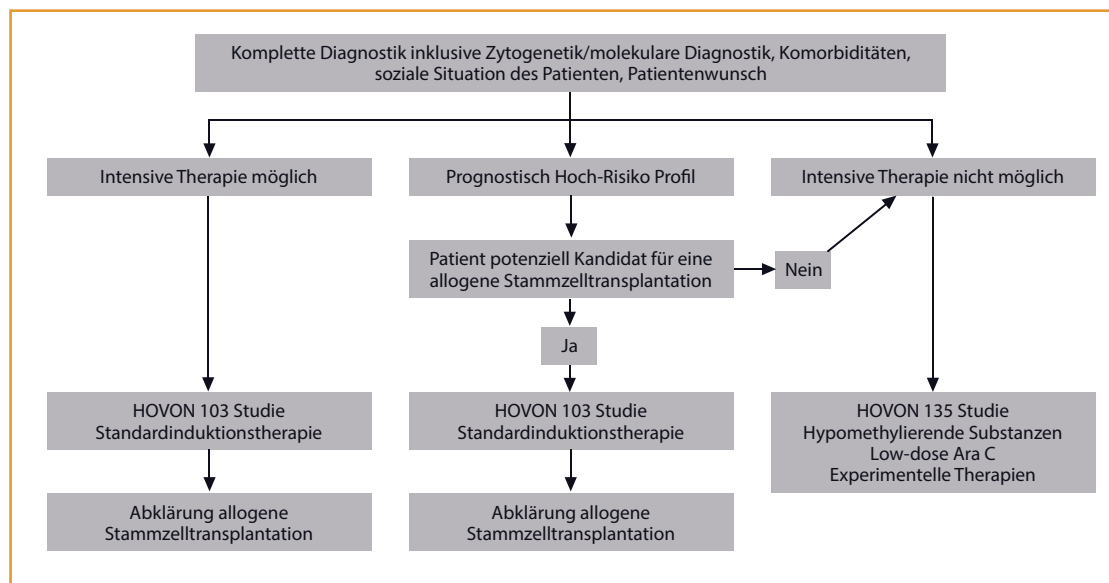 Komplette Diagnostik inklusive Zytogenetik/molekulare Diagnostik, Komorbiditäten,
soziale Situation des Patienten, Patientenwunsch
Intensive Therapie möglich
Prognostisch Hoch-Risiko Profil
Intensive Therapie nicht möglich
Patient potenziell Kandidat für eine
allogene Stammzelltransplantation
Nein
Ja
HOVON 103 Studie
Standardinduktionstherapie
HOVON 103 Studie
Standardinduktionstherapie
HOVON 135 Studie
Hypomethylierende Substanzen
Low-dose Ara C
Experimentelle Therapien
Abklärung allogene
Stammzelltransplantation
Abklärung allogene
Stammzelltransplantation